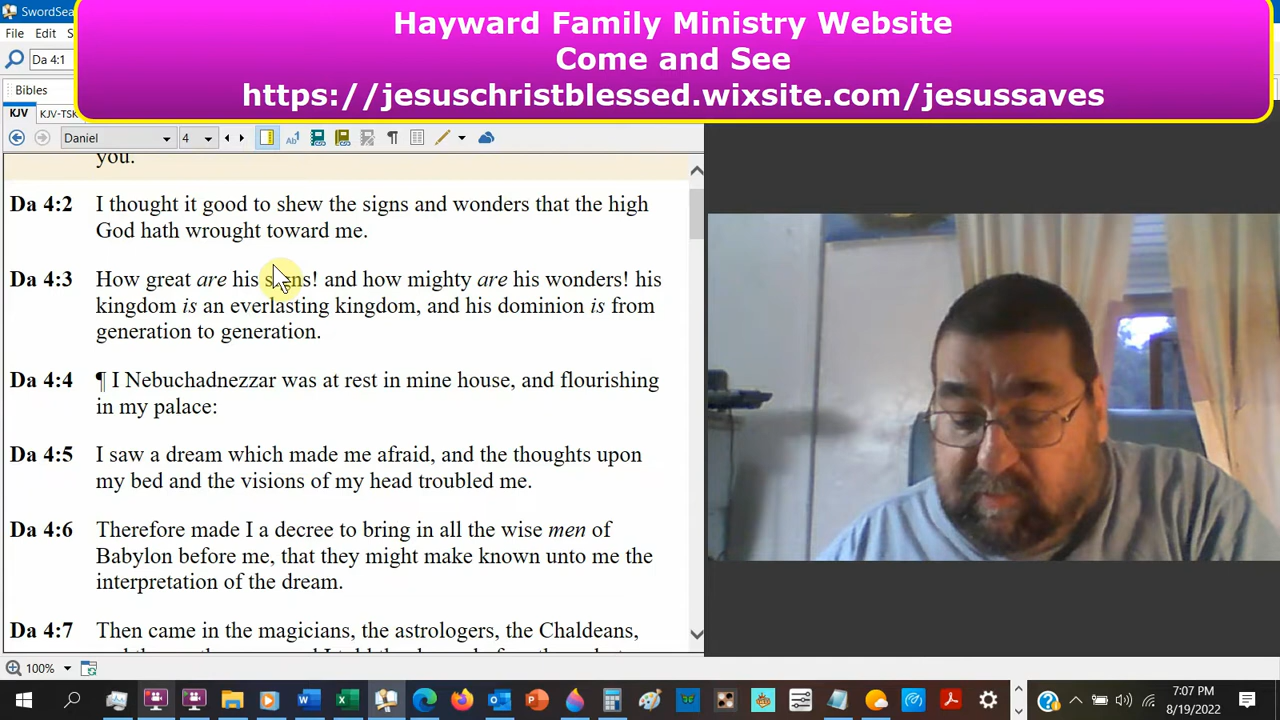 SwordSea
Hayward Family Ministry Website
Come and See
https://jesuschristblessed.wixsite.com/jesussaves
File Edit S
Da 4:1
Bibles
KJV KJV-TSK
Daniel 4
you.
Da 4:2 I thought it good to shew the signs and wonders that the high
God hath wrought toward me.
Da 4:3 How great are his signs! and how mighty are his wonders! his
kingdom is an everlasting kingdom, and his dominion is from
generation to generation.
Da 4:4 ¶ I Nebuchadnezzar was at rest in mine house, and flourishing
in my palace:
Da 4:5 I saw a dream which made me afraid, and the thoughts upon
my bed and the visions of my head troubled me.
Da 4:6 Therefore made I a decree to bring in all the wise men of
Babylon before me, that they might make known unto me the
interpretation of the dream.
Da 4:7 Then came in the magicians, the astrologers, the Chaldeans,
100%
7:07 PM
8/19/2022